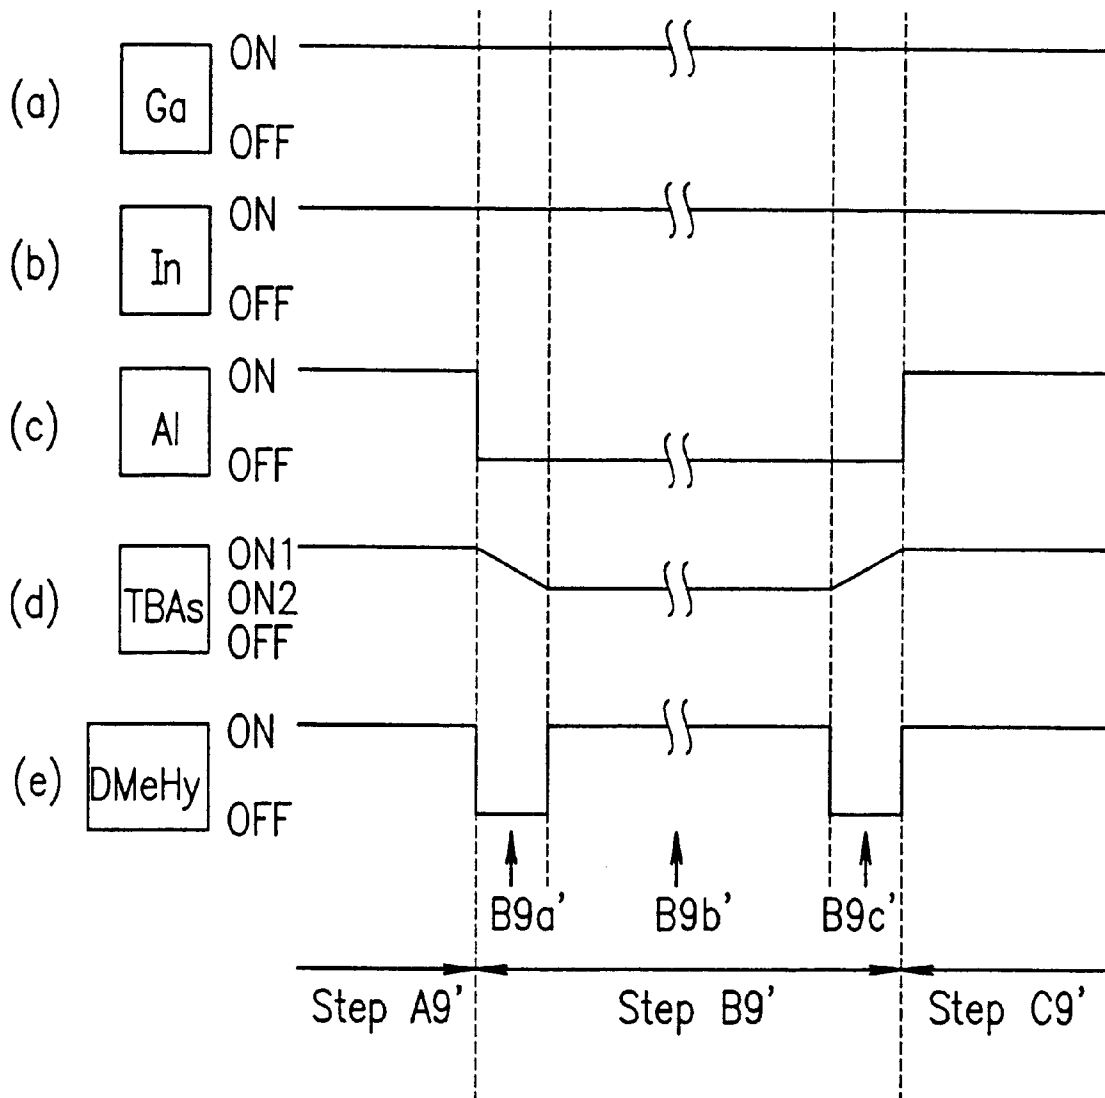 (a) Ga ON
OFF
(b) In ON
OFF
(c) Al ON
OFF
(d) TBAs ON1
ON2
OFF
(e) DMeHy ON
OFF
B9a' B9b' B9c'
Step A9' Step B9' Step C9'